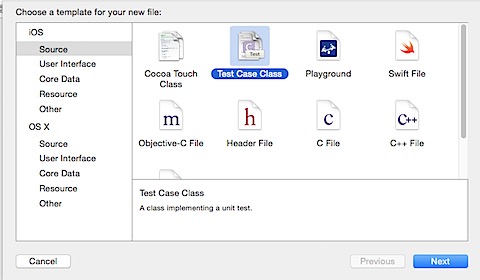 Choose a template for your new file:
iOS
Source
User Interface
Core Data
Resource
Other
OS X
Source
User Interface
Core Data
Resource
Other
Cocoa Touch
Class
Test Case Class
Playground
Swift File
m
Objective-C File
h
Header File
c
C File
C++
C++ File
Test Case Class
A class implementing a unit test.
Cancel
Previous
Next